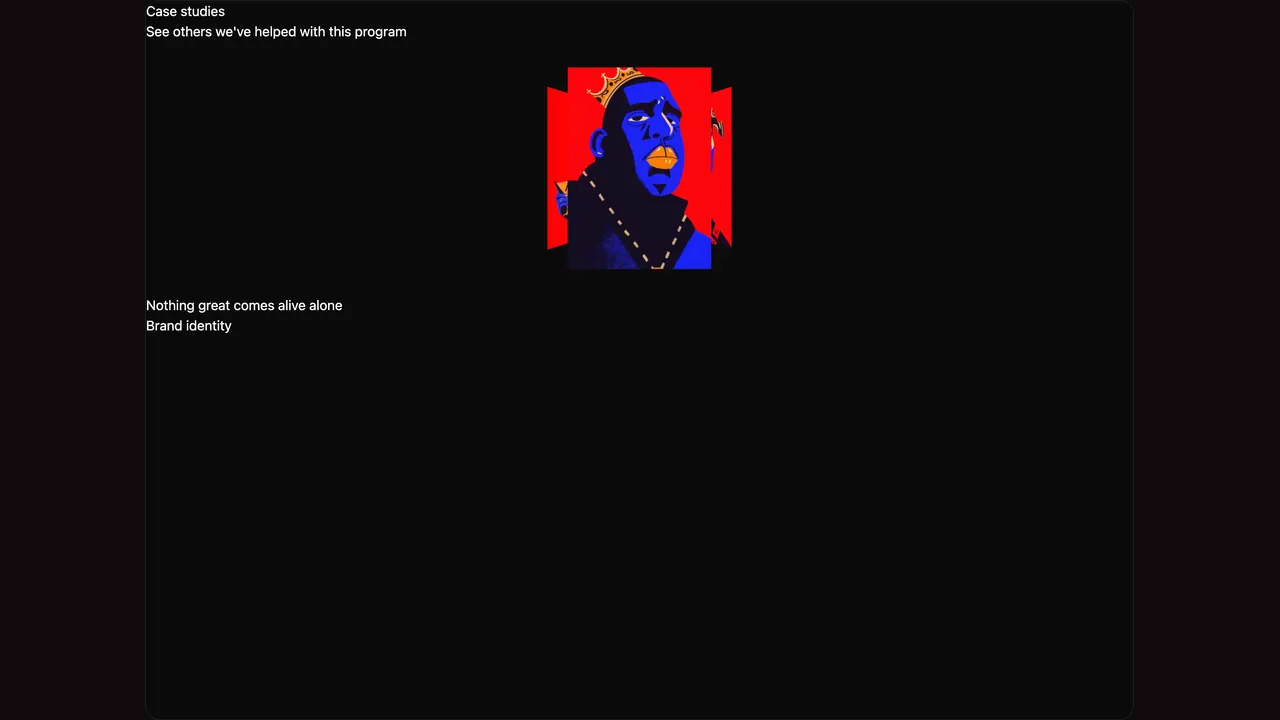 Case studies
See others we've helped with this program
Nothing great comes alive alone
Brand identity